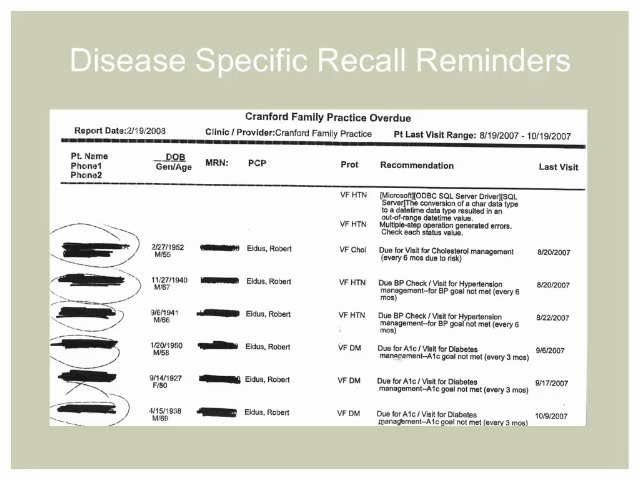 Disease Specific Recall Reminders
Cranford Family Practice Overdue
Report Date:2/19/2008 Clinic / Provider:Cranford Family Practice Pt Last Visit Range: 8/19/2007 - 10/19/2007
Pt. Name DOB MRN: PCP Prot Recommendation Last Visit
Phone1 Gen/Age
Phone2
VF HTN [Microsoft][ODBC SQL Server Driver][SQL
Server]The conversion of a char data type
to a datetime data type resulted in an
out-of-range datetime value.
VF HTN Multiple-step operation generated errors.
Check each status value.
2/27/1952 Eidus, Robert VF Chol Due for Visit for Cholesterol management 8/20/2007
M/55 (every 6 mos due to risk)
11/27/1940 Eidus, Robert VF HTN Due BP Check / Visit for Hypertension 8/20/2007
M/67 management--for BP goal not met (every 6
mos)
9/6/1941 Eidus, Robert VF HTN Due BP Check / Visit for Hypertension 8/22/2007
M/66 management--for BP goal not met (every 6
mos)
1/20/1950 Eidus, Robert VF DM Due for A1c / Visit for Diabetes 9/6/2007
M/58 management--A1c goal not met (every 3 mos)
9/14/1927 Eidus, Robert VF DM Due for A1c / Visit for Diabetes 9/17/2007
F/80 management--A1c goal not met (every 3 mos)
4/15/1938 Eidus, Robert VF DM Due for A1c / Visit for Diabetes 10/9/2007
M/69 management--A1c goal not met (every 3 mos)